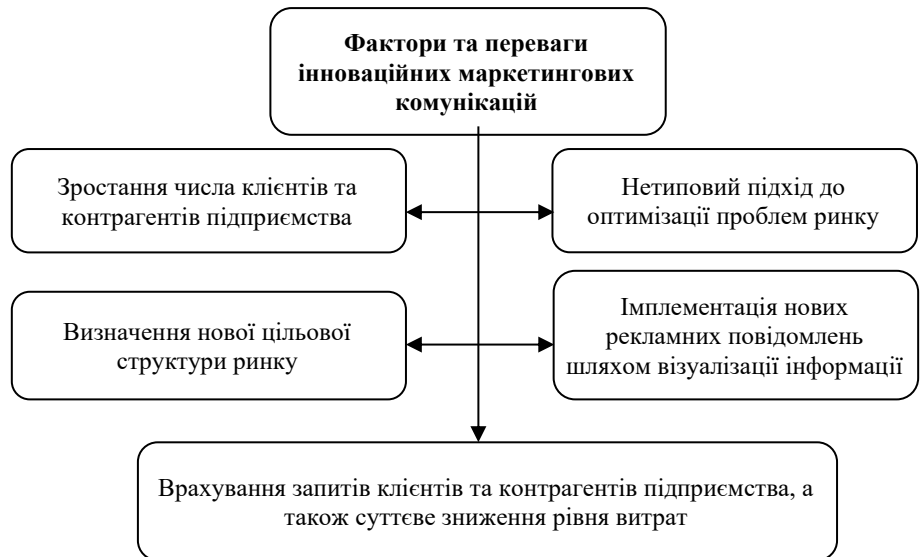 Фактори та переваги
інноваційних маркетингових
комунікацій
Зростання числа клієнтів та
контрагентів підприємства
Нетиповий підхід до
оптимізації проблем ринку
Визначення нової цільової
структури ринку
Імплементація нових
рекламних повідомлень
шляхом візуалізації інформації
Врахування запитів клієнтів та контрагентів підприємства, а
також суттєве зниження рівня витрат